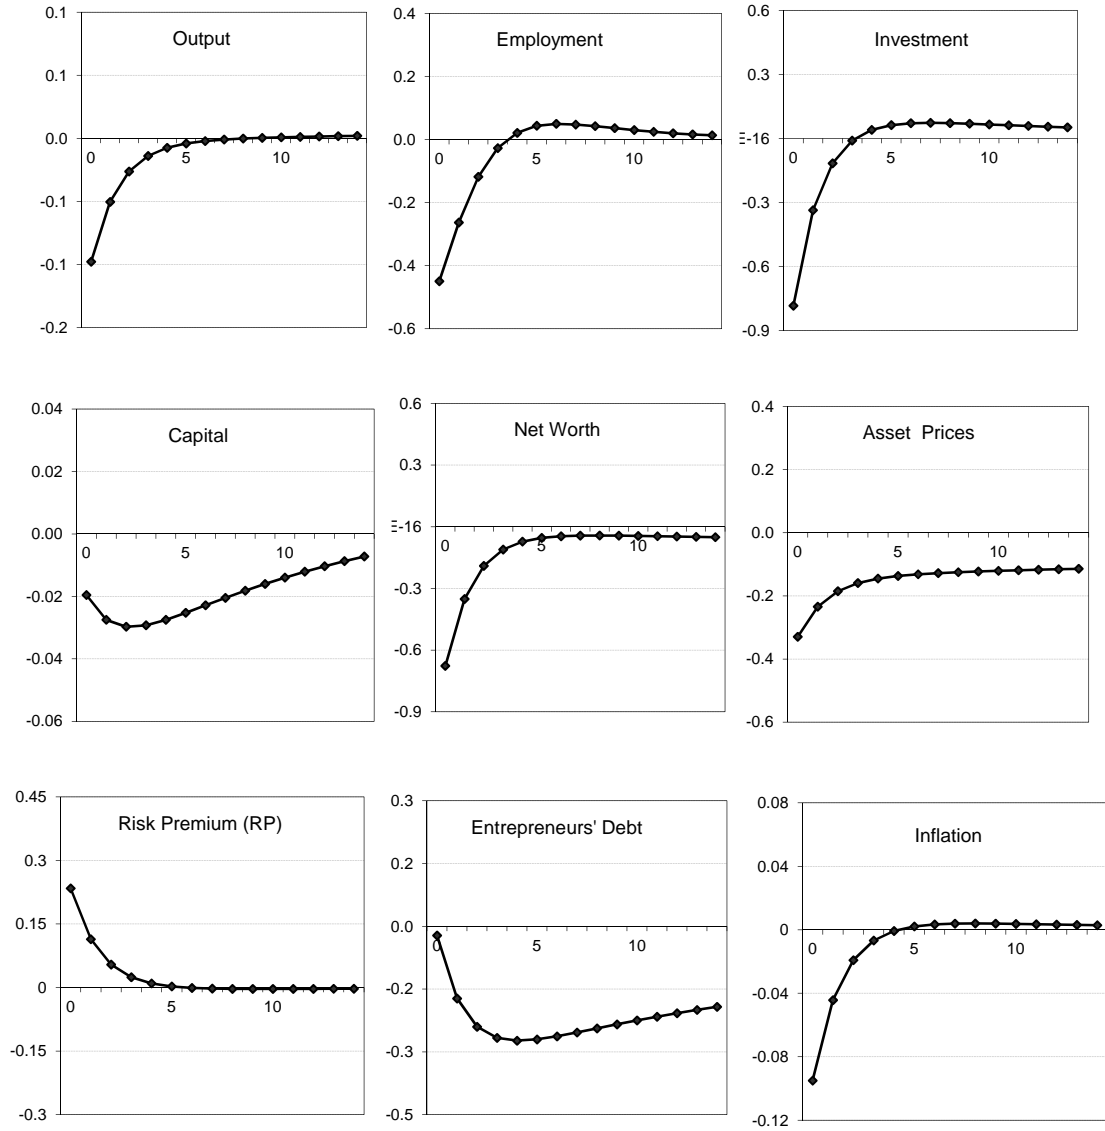 Output
0.1
0.1
0.0
-0.1
-0.1
-0.2
0 5 10
Employment
0.4
0.2
0.0
-0.2
-0.4
-0.6
0 5 10
Investment
0.6
0.3
E-16
-0.3
-0.6
-0.9
0 5 10
Capital
0.04
0.02
0.00
-0.02
-0.04
-0.06
0 5 10
Net Worth
0.6
0.3
E-16
-0.3
-0.6
-0.9
0 5 10
Asset Prices
0.4
0.2
0.0
-0.2
-0.4
-0.6
0 5 10
Risk Premium (RP)
0.45
0.3
0.15
0
-0.15
-0.3
0 5 10
Entrepreneurs' Debt
0.3
0.2
0.0
-0.2
-0.3
-0.5
0 5 10
Inflation
0.08
0.04
0
-0.04
-0.08
-0.12
0 5 10